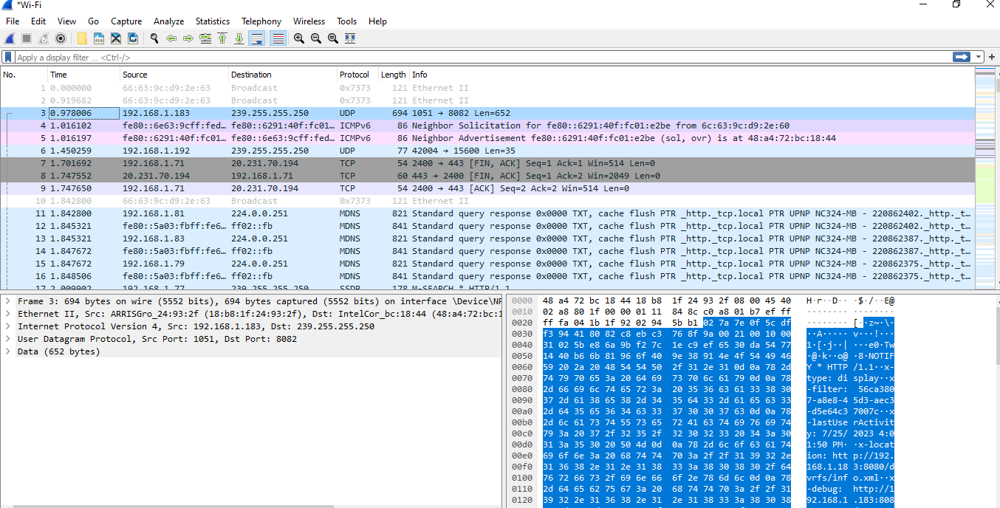 *Wi-Fi
File Edit View Go Capture Analyze Statistics Telephony Wireless Tools Help
Apply a display filter ... <Ctrl-/>
No. Time Source Destination Protocol Length Info
1 0.000000 66:63:9c:d9:2e:63 Broadcast 0x7373 121 Ethernet II
2 0.919682 66:63:9c:d9:2e:63 Broadcast 0x7373 121 Ethernet II
3 0.978006 192.168.1.183 239.255.255.250 UDP 694 1051 → 8082 Len=652
4 1.016102 fe80::6e63:9cff:fed… fe80::6291:40f:fc01… ICMPv6 86 Neighbor Solicitation for fe80::6291:40f:fc01:e2be from 6c:63:9c:d9:2e:60
5 1.016197 fe80::6291:40f:fc01… fe80::6e63:9cff:fed… ICMPv6 86 Neighbor Advertisement fe80::6291:40f:fc01:e2be (sol, ovr) is at 48:a4:72:bc:18:44
6 1.450259 192.168.1.192 239.255.255.250 UDP 77 42004 → 15600 Len=35
7 1.701692 192.168.1.71 20.231.70.194 TCP 54 2400 → 443 [FIN, ACK] Seq=1 Ack=1 Win=514 Len=0
8 1.747552 20.231.70.194 192.168.1.71 TCP 60 443 → 2400 [FIN, ACK] Seq=1 Ack=2 Win=2049 Len=0
9 1.747650 192.168.1.71 20.231.70.194 TCP 54 2400 → 443 [ACK] Seq=2 Ack=2 Win=514 Len=0
10 1.842800 66:63:9c:d9:2e:63 Broadcast 0x7373 121 Ethernet II
11 1.842800 192.168.1.81 224.0.0.251 MDNS 821 Standard query response 0x0000 TXT, cache flush PTR _http._tcp.local PTR UPNP NC324-MB - 220862402._http._t…
12 1.845321 fe80::5a03:fbff:fe6… ff02::fb MDNS 841 Standard query response 0x0000 TXT, cache flush PTR _http._tcp.local PTR UPNP NC324-MB - 220862402._http._t…
13 1.845321 192.168.1.83 224.0.0.251 MDNS 821 Standard query response 0x0000 TXT, cache flush PTR _http._tcp.local PTR UPNP NC324-MB - 220862387._http._t…
14 1.847672 fe80::5a03:fbff:fe6… ff02::fb MDNS 841 Standard query response 0x0000 TXT, cache flush PTR _http._tcp.local PTR UPNP NC324-MB - 220862387._http._t…
15 1.847672 192.168.1.79 224.0.0.251 MDNS 821 Standard query response 0x0000 TXT, cache flush PTR _http._tcp.local PTR UPNP NC324-MB - 220862375._http._t…
16 1.848506 fe80::5a03:fbff:fe6… ff02::fb MDNS 841 Standard query response 0x0000 TXT, cache flush PTR _http._tcp.local PTR UPNP NC324-MB - 220862375._http._t…
17 2.009902 192.168.1.77 239.255.255.250 SSDP 178 M-SEARCH * HTTP/1.1
Frame 3: 694 bytes on wire (5552 bits), 694 bytes captured (5552 bits) on interface \Device\NP
Ethernet II, Src: ARRISGro_24:93:2f (18:b8:1f:24:93:2f), Dst: IntelCor_bc:18:44 (48:a4:72:bc:1
Internet Protocol Version 4, Src: 192.168.1.183, Dst: 239.255.255.250
User Datagram Protocol, Src Port: 1051, Dst Port: 8082
Data (652 bytes)
0000 48 a4 72 bc 18 44 18 b8 1f 24 93 2f 08 00 45 40 H·r··D·· ·$·/··E@
0010 02 a8 80 1f 00 00 01 11 84 8c c0 a8 01 b7 ef ff ········ ········
0020 ff fa 04 1b 1f 92 02 94 5b b1 02 7a 7e 0f 5c df ········ [··z~·\·
0030 f3 94 41 80 82 c8 eb c3 76 8f 9a 00 21 00 10 00 ··A····· v···!···
0040 31 02 5b e8 6a 9b f2 7c 1e c9 ef 65 30 da 54 77 1·[·j··| ···e0·Tw
0050 14 40 b6 6b 81 96 6f 40 9e 38 91 4e 4f 54 49 46 ·@·k··o@ ·8·NOTIF
0060 59 20 2a 20 48 54 54 50 2f 31 2e 31 0d 0a 78 2d Y * HTTP /1.1··x-
0070 74 79 70 65 3a 20 64 69 73 70 6c 61 79 0d 0a 78 type: di splay··x
0080 2d 66 69 6c 74 65 72 3a 20 35 36 63 61 33 38 30 -filter: 56ca380
0090 37 2d 61 38 65 38 2d 34 35 64 33 2d 61 65 63 33 7-a8e8-4 5d3-aec3
00a0 2d 64 35 65 36 34 63 33 37 30 30 37 63 0d 0a 78 -d5e64c3 7007c··x
00b0 2d 6c 61 73 74 55 73 65 72 41 63 74 69 76 69 74 -lastUse rActivit
00c0 79 3a 20 37 2f 32 35 2f 32 30 32 33 20 34 3a 30 y: 7/25/ 2023 4:0
00d0 31 3a 35 30 20 50 4d 0d 0a 78 2d 6c 6f 63 61 74 1:50 PM· ·x-locat
00e0 69 6f 6e 3a 20 68 74 74 70 3a 2f 2f 31 39 32 2e ion: htt p://192.
00f0 31 36 38 2e 31 2e 31 38 33 3a 38 30 38 30 2f 64 168.1.18 3:8080/d
0100 76 72 66 73 2f 69 6e 66 6f 2e 78 6d 6c 0d 0a 78 vrfs/inf o.xml··x
0110 2d 64 65 62 75 67 3a 20 68 74 74 70 3a 2f 2f 31 -debug: http://1
0120 39 32 2e 31 36 38 2e 31 2e 31 38 33 3a 38 30 38 92.168.1 .183:808